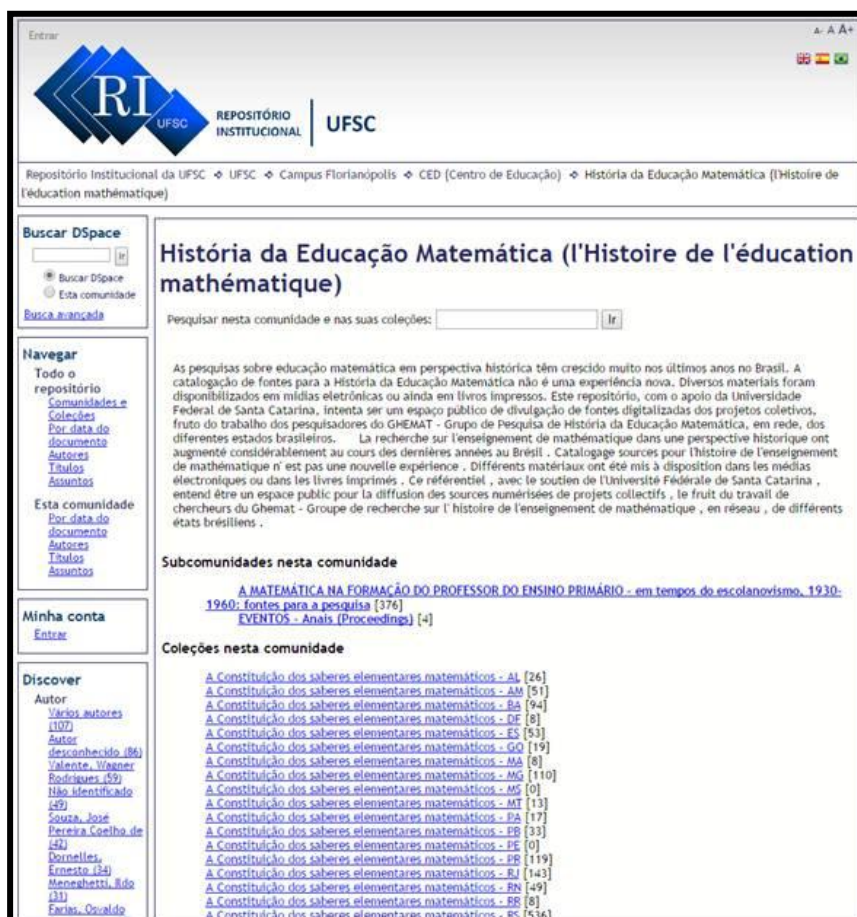 Entrar
A- A A+
RI
UFSC
REPOSITÓRIO
INSTITUCIONAL
UFSC
Repositório Institucional da UFSC ❖ UFSC ❖ Campus Florianópolis ❖ CED (Centro de Educação) ❖ História da Educação Matemática (l'Histoire de
l'éducation mathématique)
Buscar DSpace
Ir
Buscar DSpace
Esta comunidade
Busca avançada
Navegar
Todo o
repositório
Comunidades e
Coleções
Por data do
documento
Autores
Títulos
Assuntos
Esta comunidade
Por data do
documento
Autores
Títulos
Assuntos
Minha conta
Entrar
Discover
Autor
Vários autores
(107)
Autor
desconhecido (86)
Valente, Wagner
Rodrigues (59)
Não identificado
(49)
Souza, José
Pereira Coelho de
(42)
Dornelles,
Ernesto (34)
Meneghetti, Ildo
(31)
Farias, Osvaldo
História da Educação Matemática (l'Histoire de l'éducation
mathématique)
Pesquisar nesta comunidade e nas suas coleções:
Ir
As pesquisas sobre educação matemática em perspectiva histórica têm crescido muito nos últimos anos no Brasil. A
catalogação de fontes para a História da Educação Matemática não é uma experiência nova. Diversos materiais foram
disponibilizados em mídias eletrônicas ou ainda em livros impressos. Este repositório, com o apoio da Universidade
Federal de Santa Catarina, intenta ser um espaço público de divulgação de fontes digitalizadas dos projetos coletivos,
fruto do trabalho dos pesquisadores do GHEMAT - Grupo de Pesquisa de História da Educação Matemática, em rede, dos
diferentes estados brasileiros. La recherche sur l'enseignement de mathématique dans une perspective historique ont
augmenté considérablement au cours des dernières années au Brésil . Catalogage sources pour l'histoire de l'enseignement
de mathématique n' est pas une nouvelle expérience . Différents matériaux ont été mis à disposition dans les médias
électroniques ou dans les livres imprimés . Ce référentiel , avec le soutien de l'Université Fédérale de Santa Catarina ,
entend être un espace public pour la diffusion des sources numérisées de projets collectifs , le fruit du travail de
chercheurs du Ghemat - Groupe de recherche sur l' histoire de l'enseignement de mathématique , en réseau , de différents
états brésiliens .
Subcomunidades nesta comunidade
A MATEMÁTICA NA FORMAÇÃO DO PROFESSOR DO ENSINO PRIMÁRIO - em tempos do escolanovismo, 1930-
1960: fontes para a pesquisa [376]
EVENTOS - Anais (Proceedings) [4]
Coleções nesta comunidade
A Constituição dos saberes elementares matemáticos - AL [26]
A Constituição dos saberes elementares matemáticos - AM [51]
A Constituição dos saberes elementares matemáticos - BA [94]
A Constituição dos saberes elementares matemáticos - DF [8]
A Constituição dos saberes elementares matemáticos - ES [53]
A Constituição dos saberes elementares matemáticos - GO [19]
A Constituição dos saberes elementares matemáticos - MA [8]
A Constituição dos saberes elementares matemáticos - MG [110]
A Constituição dos saberes elementares matemáticos - MS [0]
A Constituição dos saberes elementares matemáticos - MT [13]
A Constituição dos saberes elementares matemáticos - PA [17]
A Constituição dos saberes elementares matemáticos - PB [33]
A Constituição dos saberes elementares matemáticos - PE [0]
A Constituição dos saberes elementares matemáticos - PR [119]
A Constituição dos saberes elementares matemáticos - RJ [143]
A Constituição dos saberes elementares matemáticos - RN [49]
A Constituição dos saberes elementares matemáticos - RR [8]
A Constituição dos saberes elementares matemáticos - RS [536]